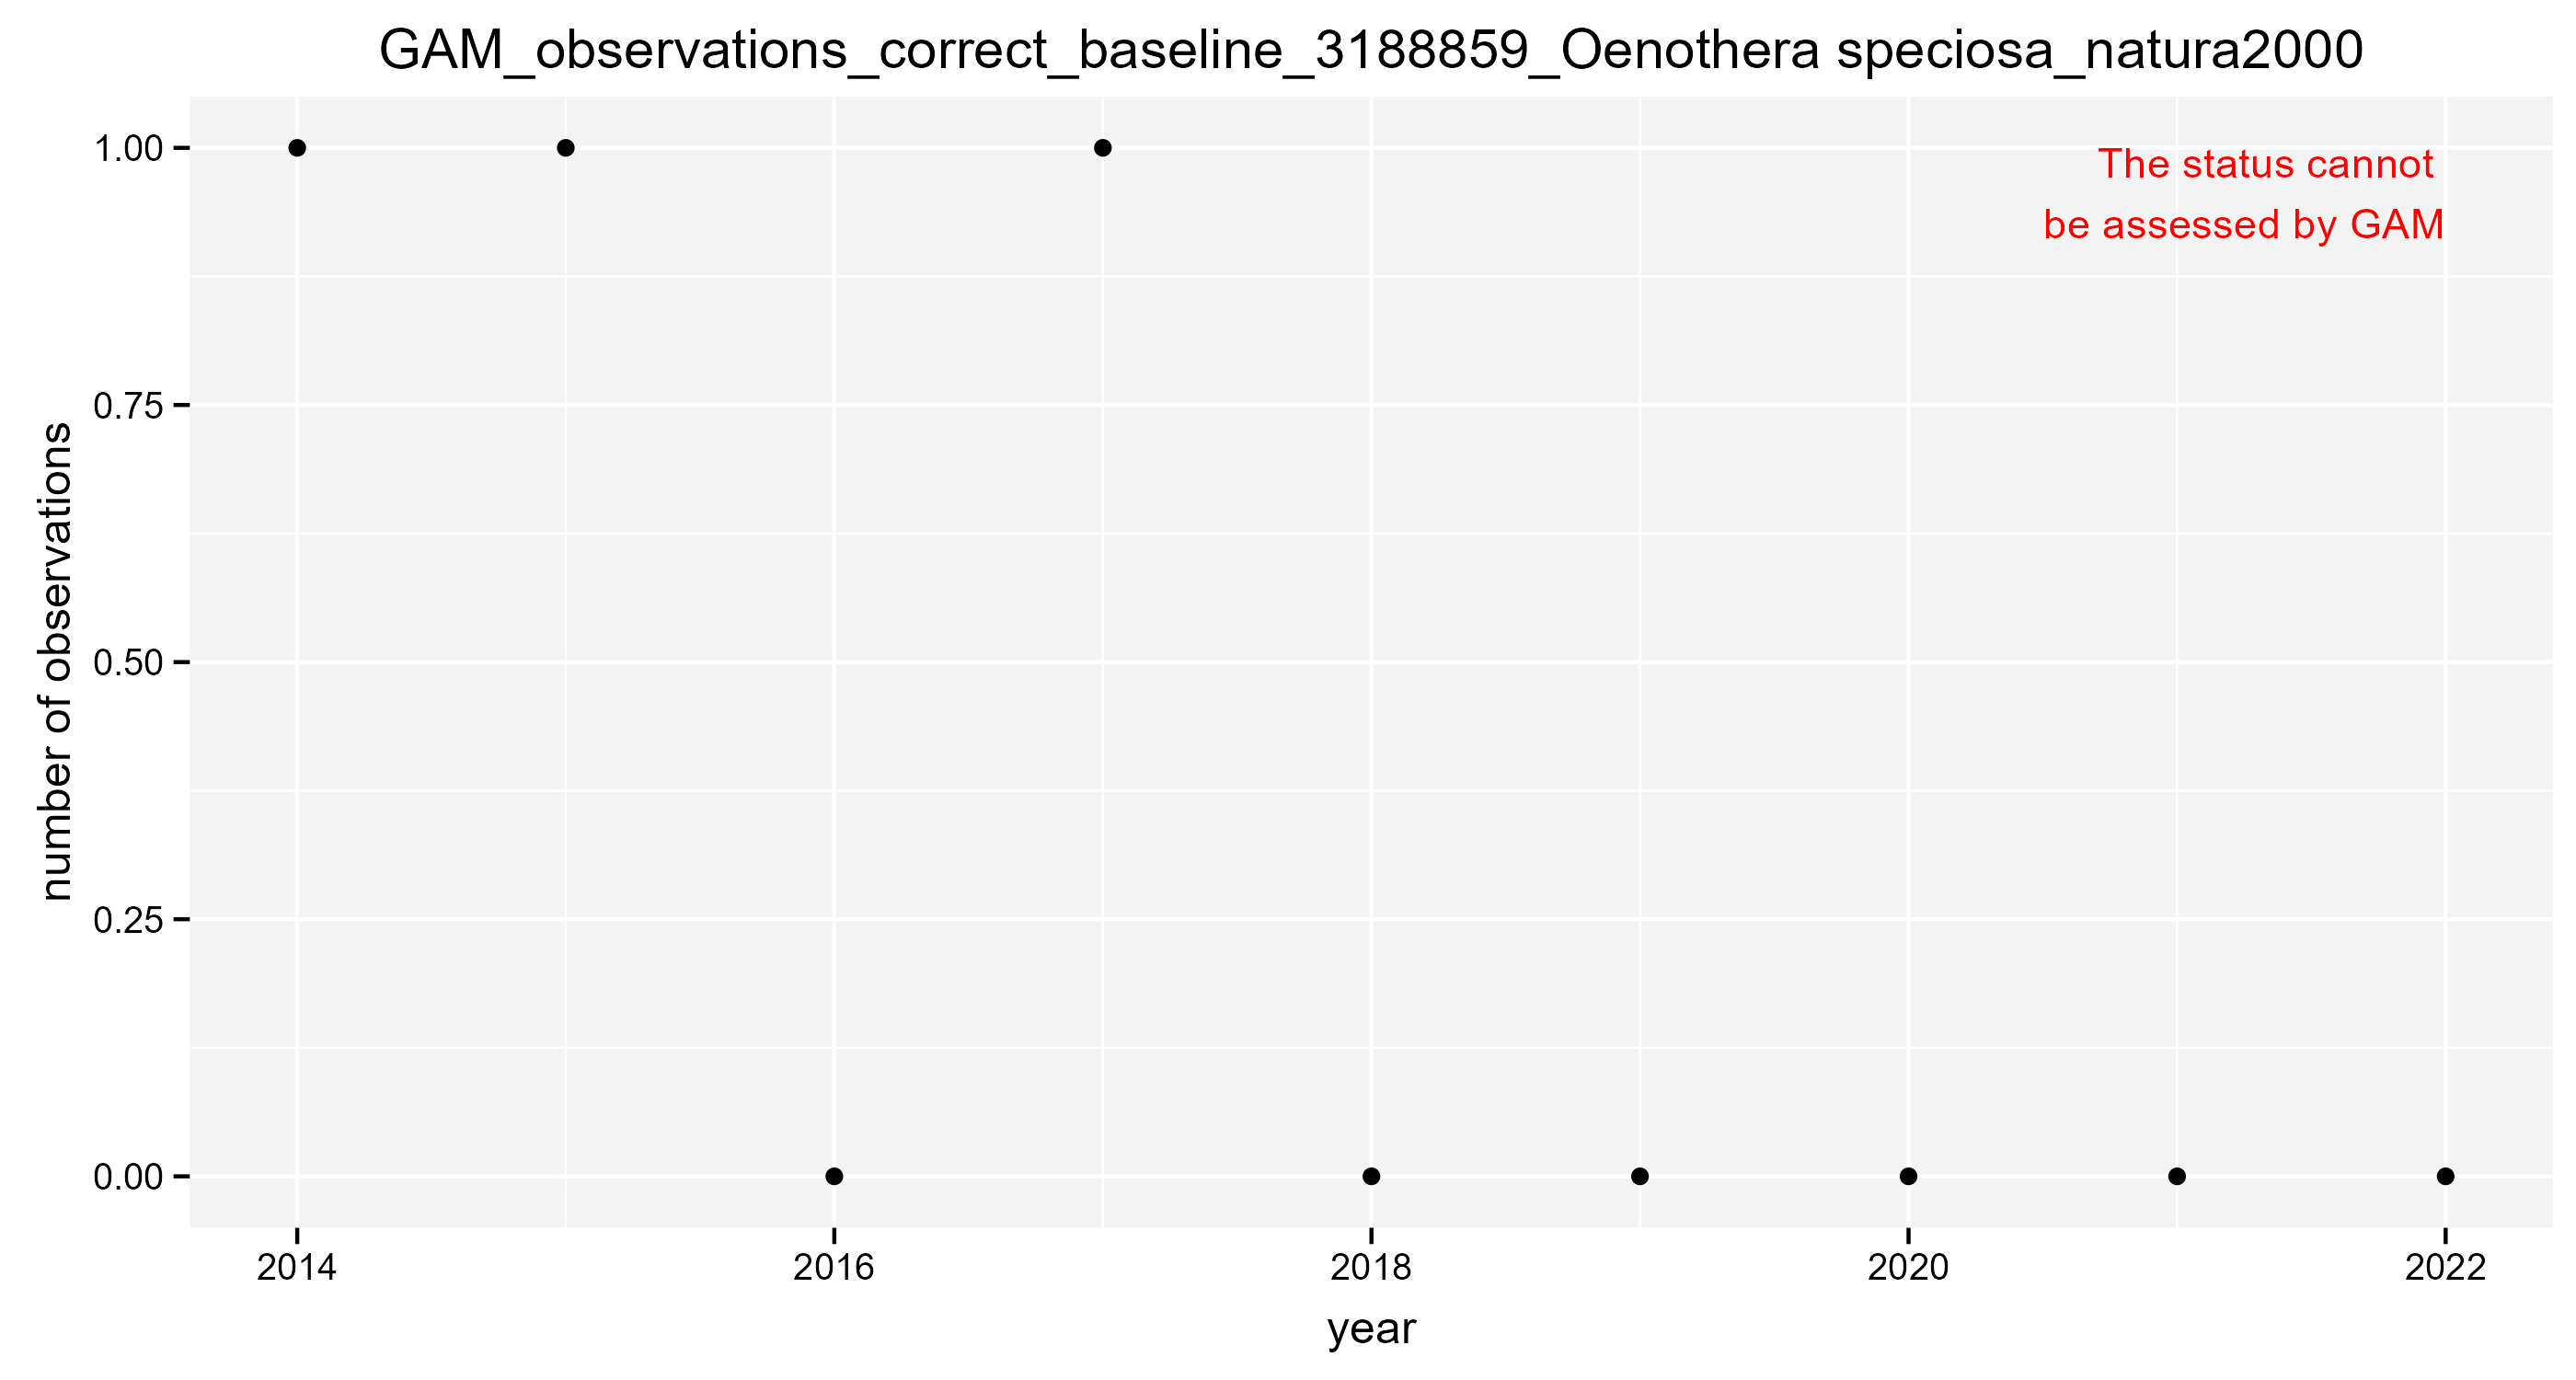 GAM_observations_correct_baseline_3188859_Oenothera speciosa_natura2000
The status cannot
be assessed by GAM
number of observations
1.00
0.75
0.50
0.25
0.00
2014
2016
2018
2020
2022
year